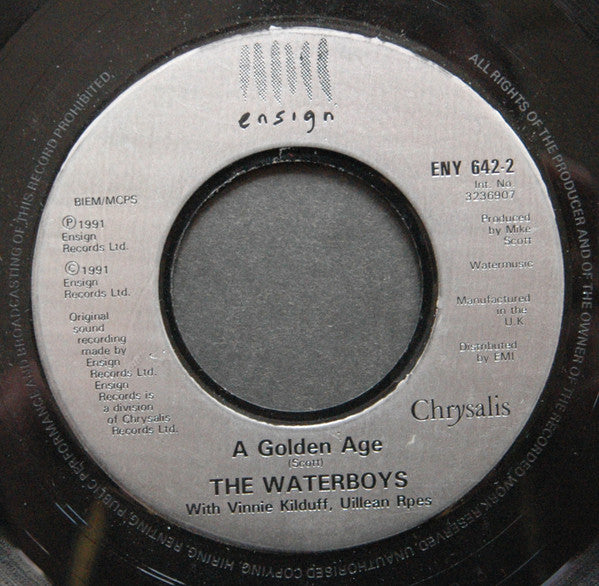 ensign
ENY 642-2
Int. No.
3236907
Produced
by Mike
Scott
Watermusic
Manufactured
in the
U.K
Distributed
by EMI
Chrysalis
BIEM/MCPS
Ⓟ 1991
Ensign
Records Ltd.
© 1991
Ensign
Records Ltd.
Original
sound
recording
made by
Ensign
Records Ltd.
Ensign
Records is
a division
of Chrysalis
Records Ltd.
A Golden Age
(Scott)
THE WATERBOYS
With Vinnie Kilduff, Uillean Rpes
ALL RIGHTS OF THE PRODUCER AND OF THE OWNER OF THE RECORDED WORK RESERVED. UNAUTHORISED COPYING, HIRING, RENTING, PUBLIC PERFORMANCE AND BROADCASTING OF THIS RECORD PROHIBITED.